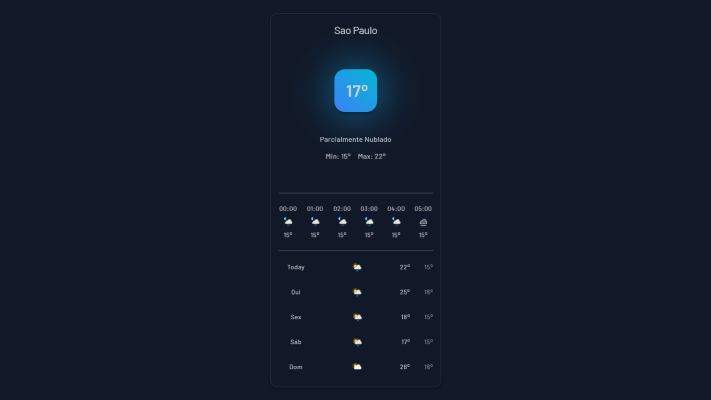 Sao Paulo
17º
Parcialmente Nublado
Min: 15º Max: 22º
00:00 01:00 02:00 03:00 04:00 05:00
15º 15º 15º 15º 15º 15º
Today 22º 15º
Qui 25º 16º
Sex 18º 15º
Sáb 17º 15º
Dom 26º 16º